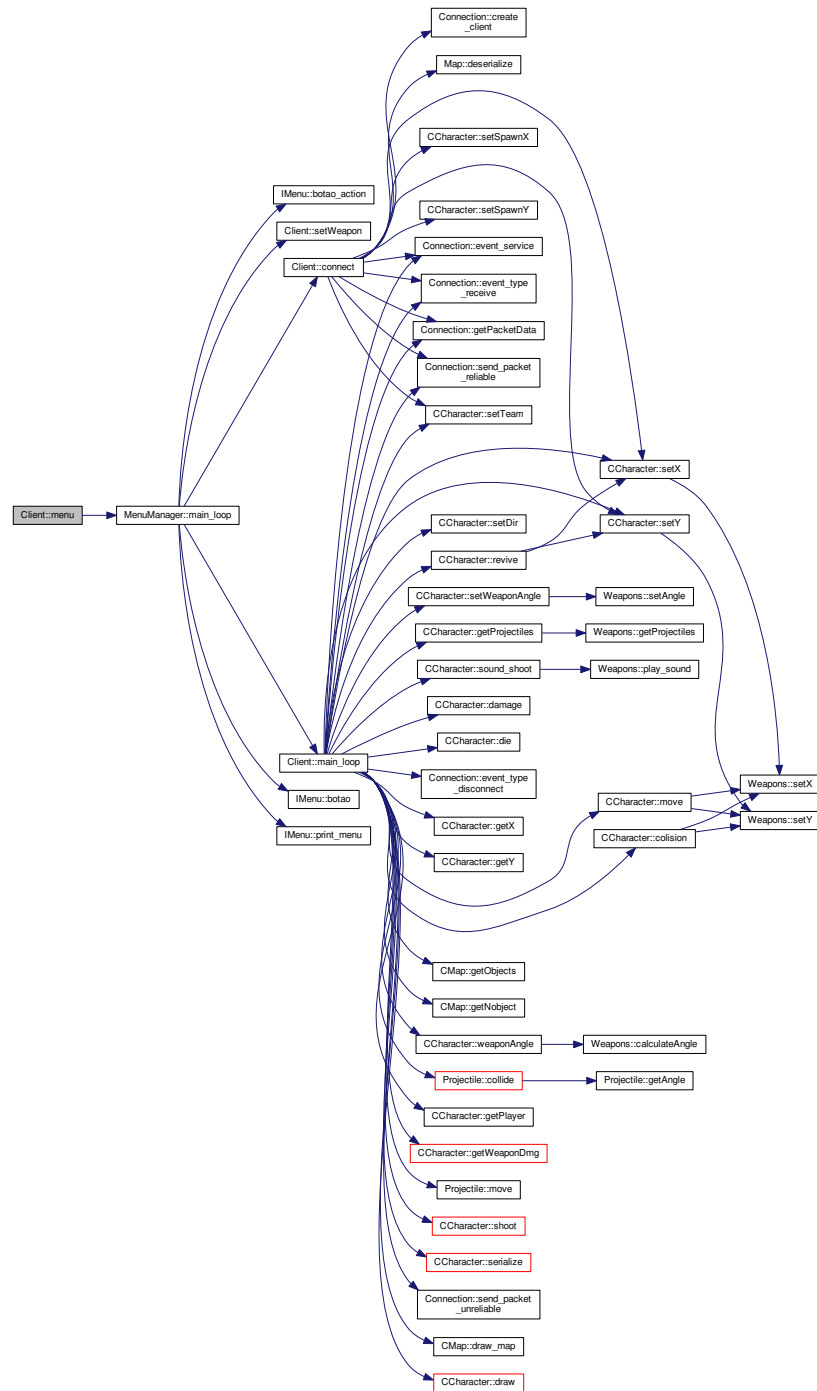 Connection::create
_client
Map::deserialize
CCharacter::setSpawnX
IMenu::botao_action
CCharacter::setSpawnY
Client::setWeapon
Connection::event_service
Client::connect
Connection::event_type
_receive
Connection::getPacketData
Connection::send_packet
_reliable
CCharacter::setTeam
CCharacter::setX
Client::menu
MenuManager::main_loop
CCharacter::setDir
CCharacter::setY
CCharacter::revive
CCharacter::setWeaponAngle
Weapons::setAngle
CCharacter::getProjectiles
Weapons::getProjectiles
CCharacter::sound_shoot
Weapons::play_sound
CCharacter::damage
CCharacter::die
Client::main_loop
Connection::event_type
_disconnect
Weapons::setX
IMenu::botao
CCharacter::move
CCharacter::getX
Weapons::setY
IMenu::print_menu
CCharacter::colision
CCharacter::getY
CMap::getObjects
CMap::getNobject
CCharacter::weaponAngle
Weapons::calculateAngle
Projectile::collide
Projectile::getAngle
CCharacter::getPlayer
CCharacter::getWeaponDmg
Projectile::move
CCharacter::shoot
CCharacter::serialize
Connection::send_packet
_unreliable
CMap::draw_map
CCharacter::draw